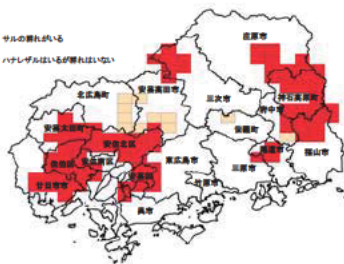 サルの群れがいる
ハナレザルはいるが群れはいない
庄原市
安芸高田市
北広島町
三次市
神石高原町
府中市
世羅町
安芸太田町
安佐北区
佐伯区
安佐南区
東広島市
尾道市
福山市
三原市
安芸区
廿日市市
竹原市
呉市